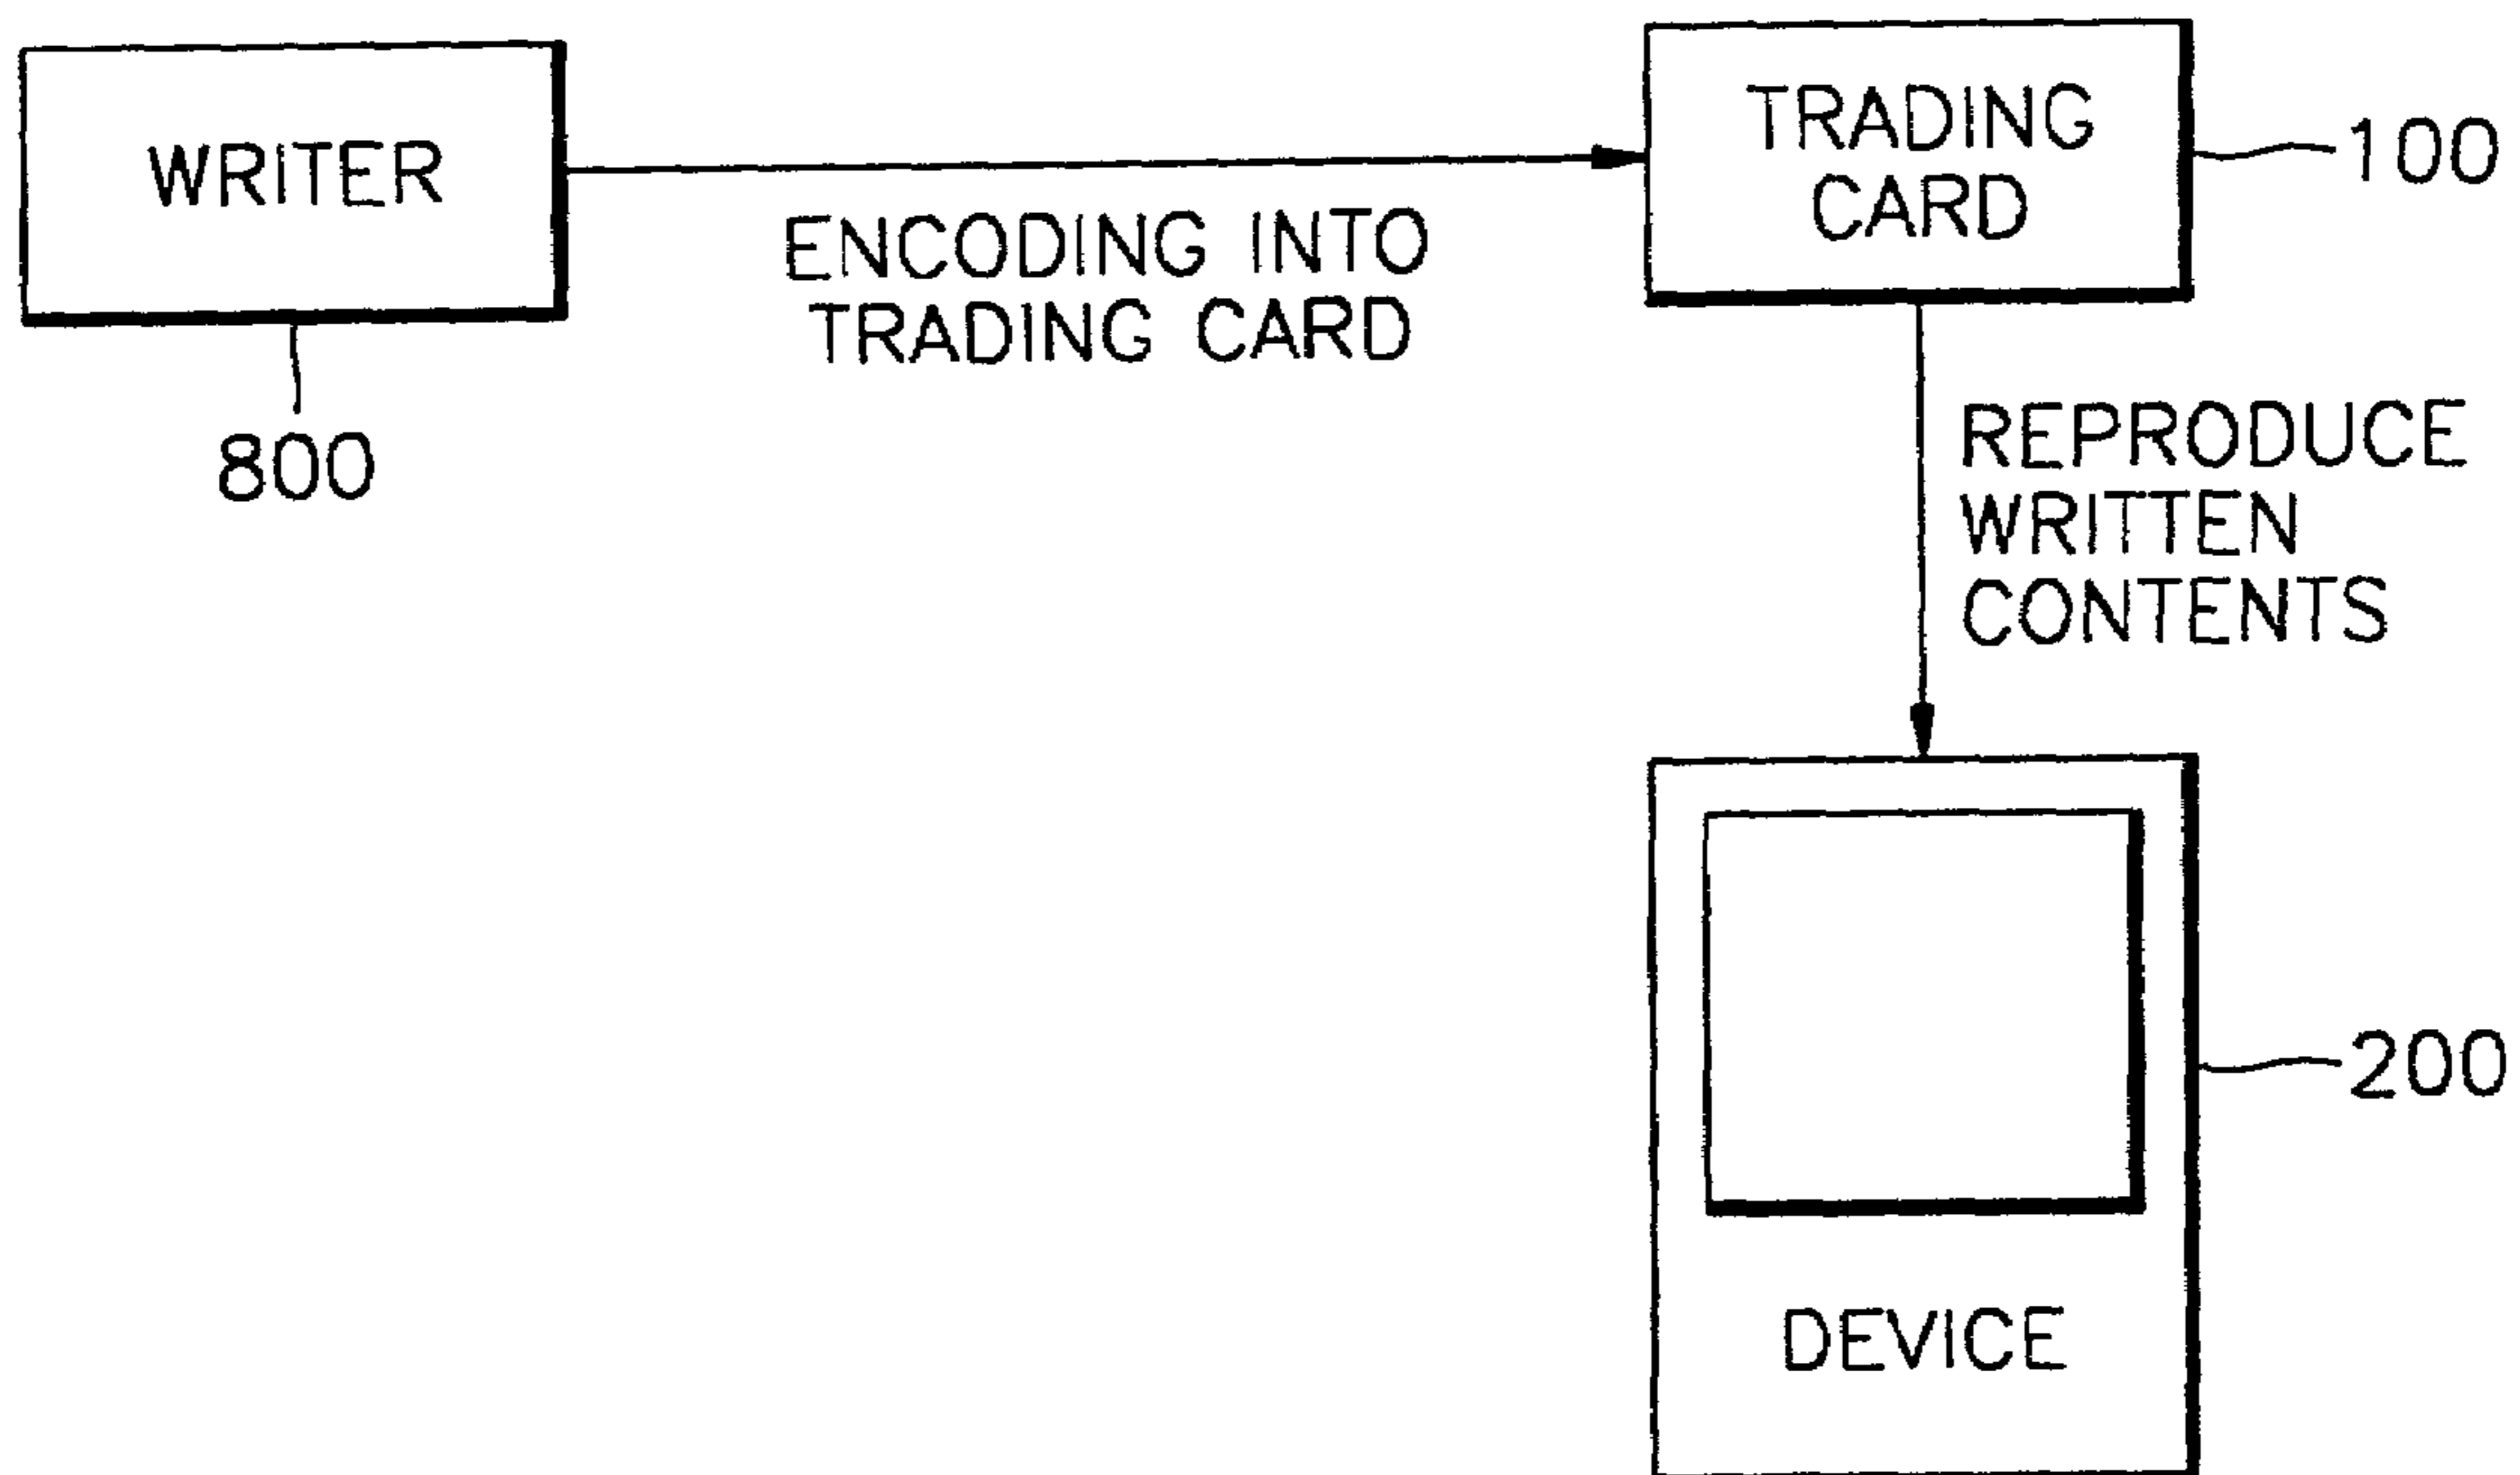 WRITER
800
ENCODING INTO
TRADING CARD
TRADING
CARD
100
REPRODUCE
WRITTEN
CONTENTS
200
DEVICE